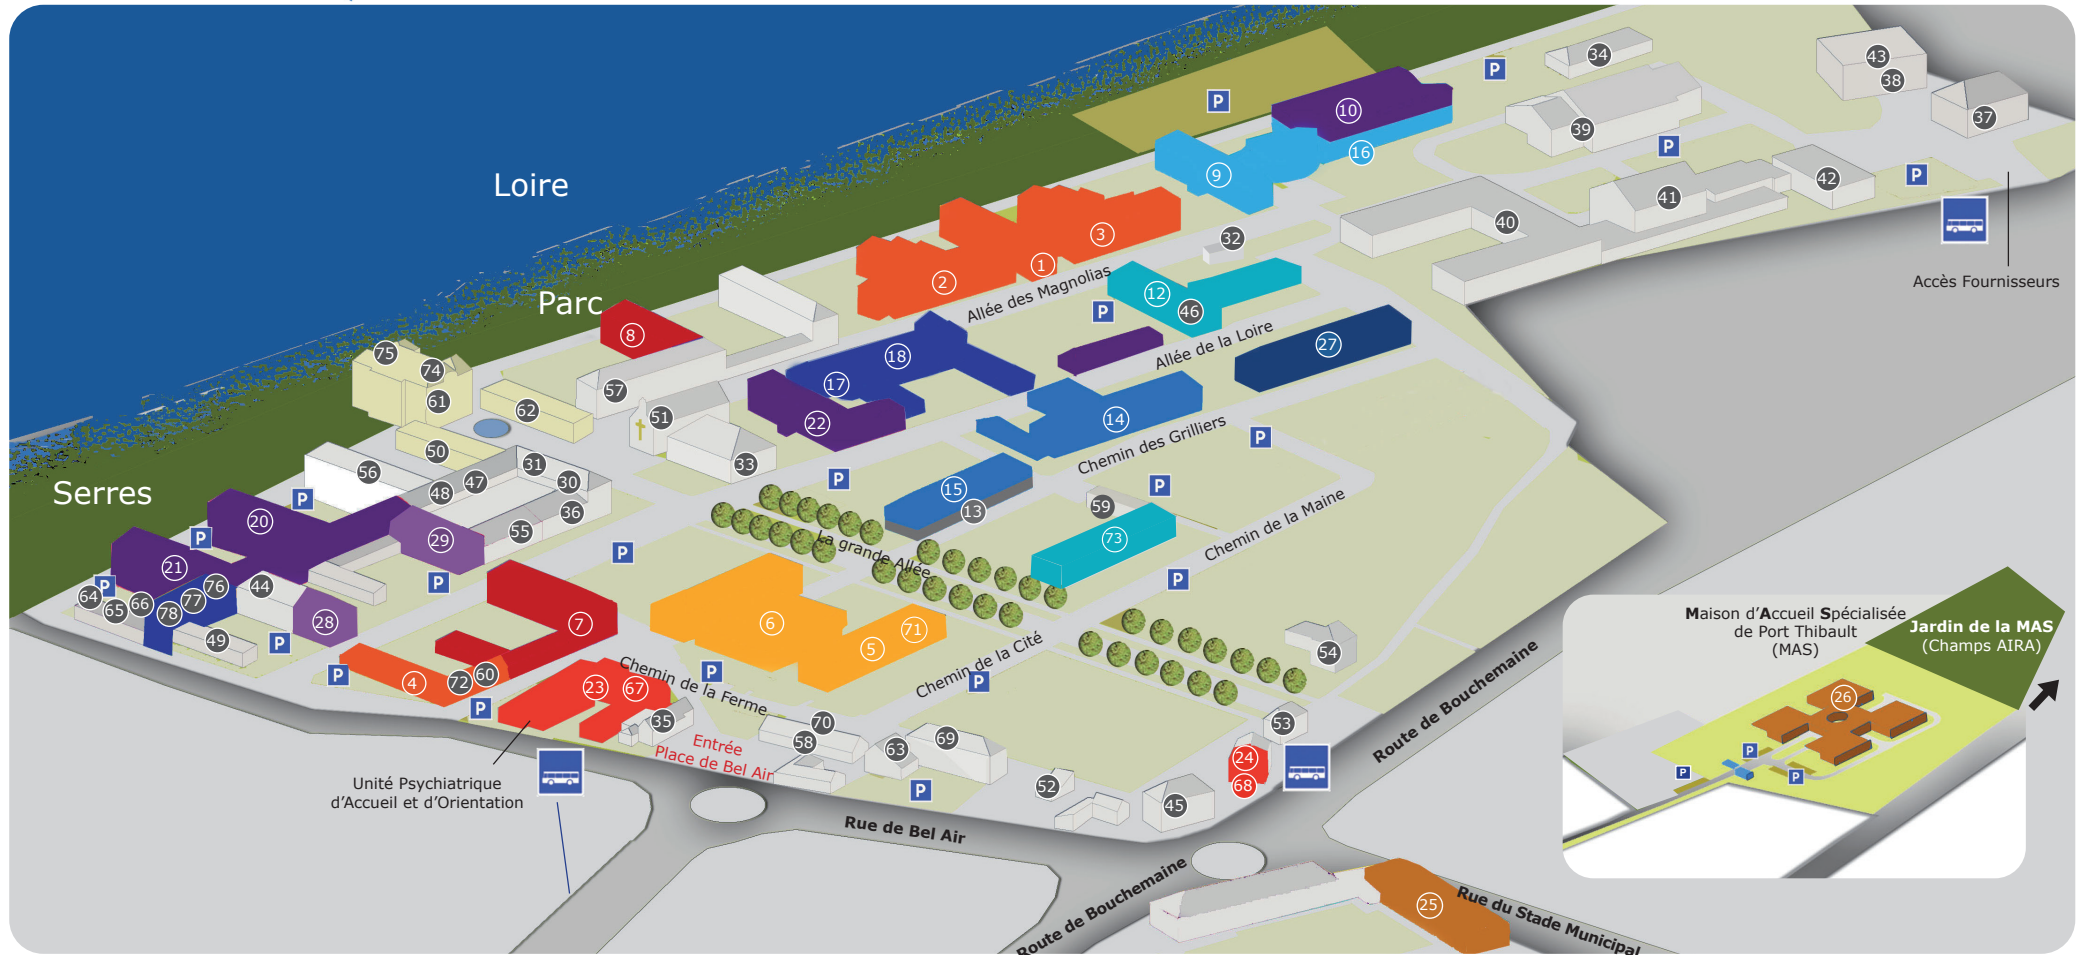 P
34
43
38
10
P
37
39
16
P
9
P
42
Loire
41
40
3
32
1
2
Allée des Magnolias
12
46
Accès Fournisseurs
Parc
P
8
Allée de la Loire
27
75
18
74
17
57
61
62
51
22
14
Chemin des Grilliers
P
50
33
56
31
47
30
48
P
15
P
Serres
P
36
13
59
20
55
La grande Allée
73
Chemin de la Maine
29
P
P
21
P
P
P
76
44
64
65
66
77
78
28
49
P
7
6
71
5
Maison d'Accueil Spécialisée
de Port Thibault
(MAS)
Jardin de la MAS
(Champs AIRA)
Chemin de la Cité
54
P
4
72
60
23
67
Chemin de la Ferme
P
P
26
P
35
70
58
63
69
53
Route de Bouchemaine
Entrée
Place de Bel Air
24
68
P
P
P
Unité Psychiatrique
d'Accueil et d'Orientation
P
52
45
Rue de Bel Air
Route de Bouchemaine
25
Rue du Stade Municipal